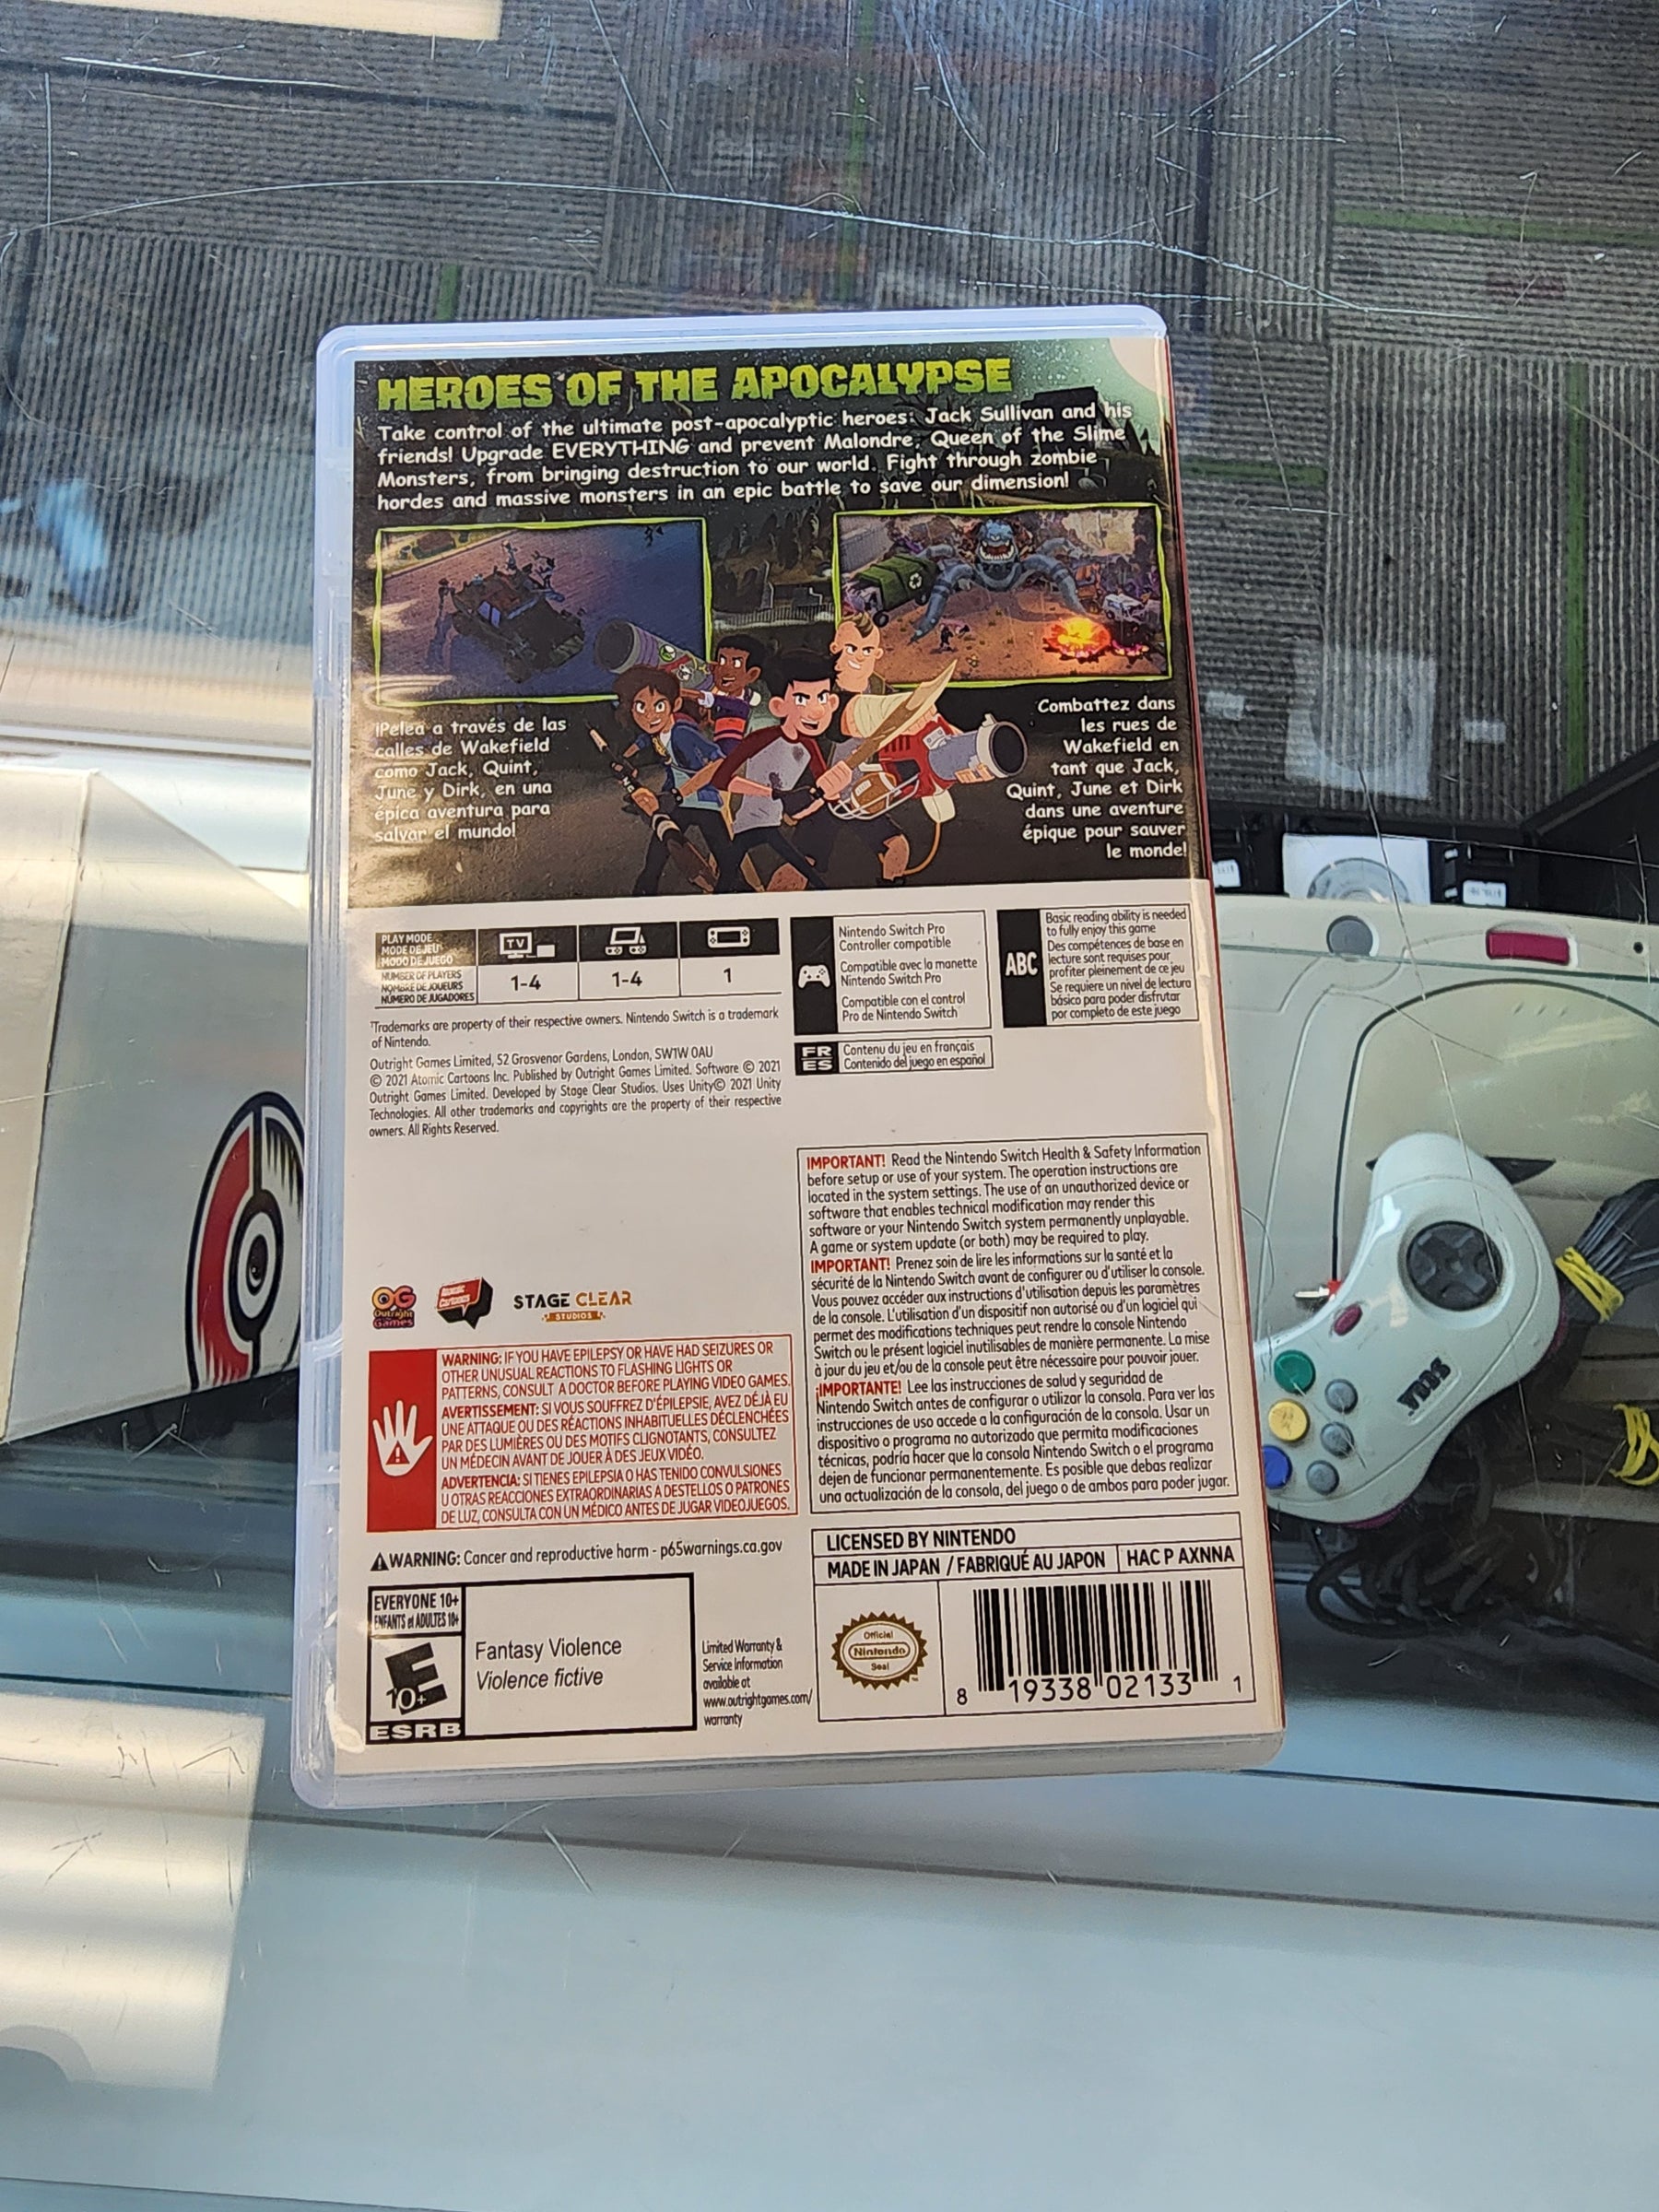 HEROES OF THE APOCALYPSE
Take control of the ultimate post-apocalyptic heroes: Jack Sullivan and his
friends! Upgrade EVERYTHING and prevent Malondre, Queen of the Slime
Monsters, from bringing destruction to our world. Fight through zombie
hordes and massive monsters in an epic battle to save our dimension!
¡Pelea a través de las
calles de Wakefield
como Jack, Quint,
June y Dirk, en una
épica aventura para
salvar el mundo!
Combattez dans
les rues de
Wakefield en
tant que Jack,
Quint, June et Dirk
dans une aventure
épique pour sauver
le monde!
PLAY MODE
MODE DE JEU
MODO DE JUEGO
TV
NUMBER OF PLAYERS
NOMBRE DE JOUEURS
NÚMERO DE JUGADORES
1-4
1-4
1
Nintendo Switch Pro
Controller compatible
Compatible avec la manette
Nintendo Switch Pro
Compatible con el control
Pro de Nintendo Switch
ABC
Basic reading ability is needed
to fully enjoy this game
Des compétences de base en
lecture sont requises pour
profiter pleinement de ce jeu
Se requiere un nivel de lectura
básico para poder disfrutar
por completo de este juego
FR
ES
Contenu du jeu en français
Contenido del juego en español
Trademarks are property of their respective owners. Nintendo Switch is a trademark
of Nintendo.
Outright Games Limited, 52 Grosvenor Gardens, London, SW1W 0AU
© 2021 Atomic Cartoons Inc. Published by Outright Games Limited. Software © 2021
Outright Games Limited. Developed by Stage Clear Studios. Uses Unity© 2021 Unity
Technologies. All other trademarks and copyrights are the property of their respective
owners. All Rights Reserved.
OG
Outright
Games
Atomic
Cartoons
STAGE CLEAR
STUDIOS
IMPORTANT! Read the Nintendo Switch Health & Safety Information
before setup or use of your system. The operation instructions are
located in the system settings. The use of an unauthorized device or
software that enables technical modification may render this
software or your Nintendo Switch system permanently unplayable.
A game or system update (or both) may be required to play.
IMPORTANT! Prenez soin de lire les informations sur la santé et la
sécurité de la Nintendo Switch avant de configurer ou d'utiliser la console.
Vous pouvez accéder aux instructions d'utilisation depuis les paramètres
de la console. L'utilisation d'un dispositif non autorisé ou d'un logiciel qui
permet des modifications techniques peut rendre la console Nintendo
Switch ou le présent logiciel inutilisables de manière permanente. La mise
à jour du jeu et/ou de la console peut être nécessaire pour pouvoir jouer.
¡IMPORTANTE! Lee las instrucciones de salud y seguridad de
Nintendo Switch antes de configurar o utilizar la consola. Para ver las
instrucciones de uso accede a la configuración de la consola. Usar un
dispositivo o programa no autorizado que permita modificaciones
técnicas, podría hacer que la consola Nintendo Switch o el programa
dejen de funcionar permanentemente. Es posible que debas realizar
una actualización de la consola, del juego o de ambos para poder jugar.
WARNING: IF YOU HAVE EPILEPSY OR HAVE HAD SEIZURES OR
OTHER UNUSUAL REACTIONS TO FLASHING LIGHTS OR
PATTERNS, CONSULT A DOCTOR BEFORE PLAYING VIDEO GAMES.
AVERTISSEMENT: SI VOUS SOUFFREZ D'ÉPILEPSIE, AVEZ DÉJÀ EU
UNE ATTAQUE OU DES RÉACTIONS INHABITUELLES DÉCLENCHÉES
PAR DES LUMIÈRES OU DES MOTIFS CLIGNOTANTS, CONSULTEZ
UN MÉDECIN AVANT DE JOUER À DES JEUX VIDÉO.
ADVERTENCIA: SI TIENES EPILEPSIA O HAS TENIDO CONVULSIONES
U OTRAS REACCIONES EXTRAORDINARIAS A DESTELLOS O PATRONES
DE LUZ, CONSULTA CON UN MÉDICO ANTES DE JUGAR VIDEOJUEGOS.
WARNING: Cancer and reproductive harm - p65warnings.ca.gov
EVERYONE 10+
ENFANTS et ADULTES 10+
E
10+
ESRB
Fantasy Violence
Violence fictive
Limited Warranty &
Service Information
available at
www.outrightgames.com/
warranty
LICENSED BY NINTENDO
MADE IN JAPAN / FABRIQUÉ AU JAPON
HAC P AXNNA
Official
Nintendo
Seal
8 19338 02133 1
SEGA